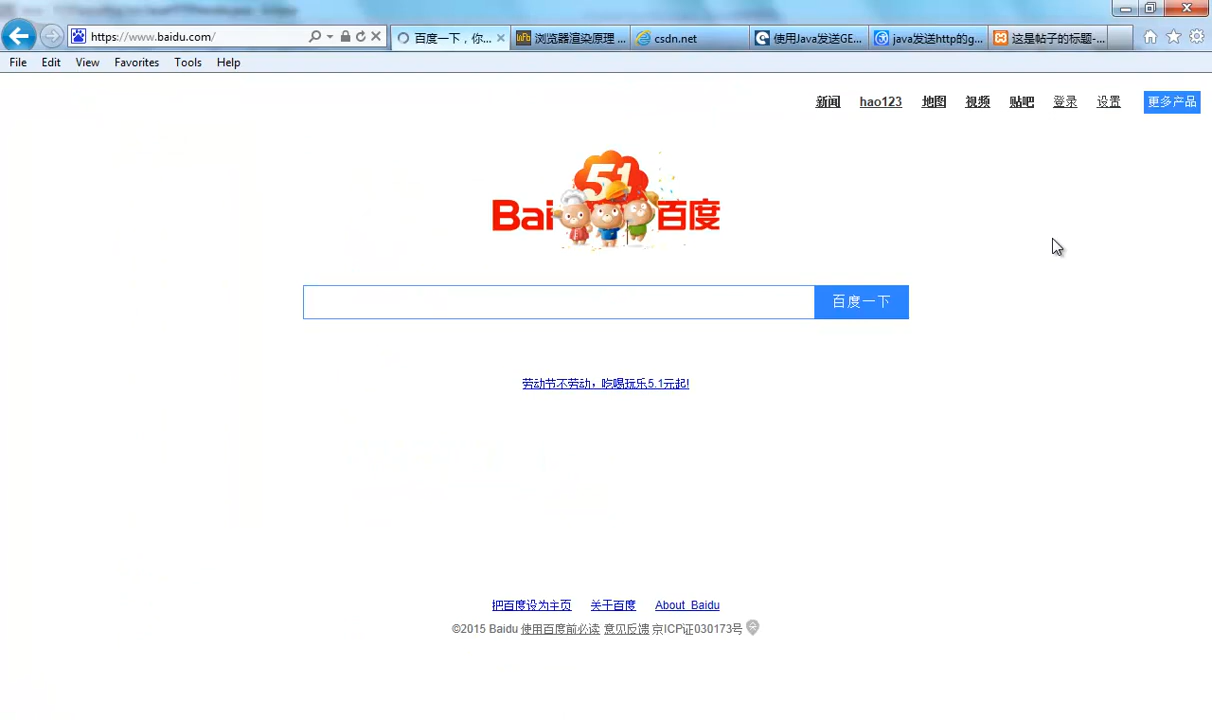 https://www.baidu.com/
百度一下，你...
浏览器渲染原理 ...
csdn.net
使用Java发送GE...
java发送http的g...
这是帖子的标题-...
File Edit View Favorites Tools Help
新闻 hao123 地图 视频 贴吧 登录 设置 更多产品
51
Bai 百度
百度一下
劳动节不劳动，吃喝玩乐5.1元起!
把百度设为主页 关于百度 About Baidu
©2015 Baidu 使用百度前必读 意见反馈 京ICP证030173号